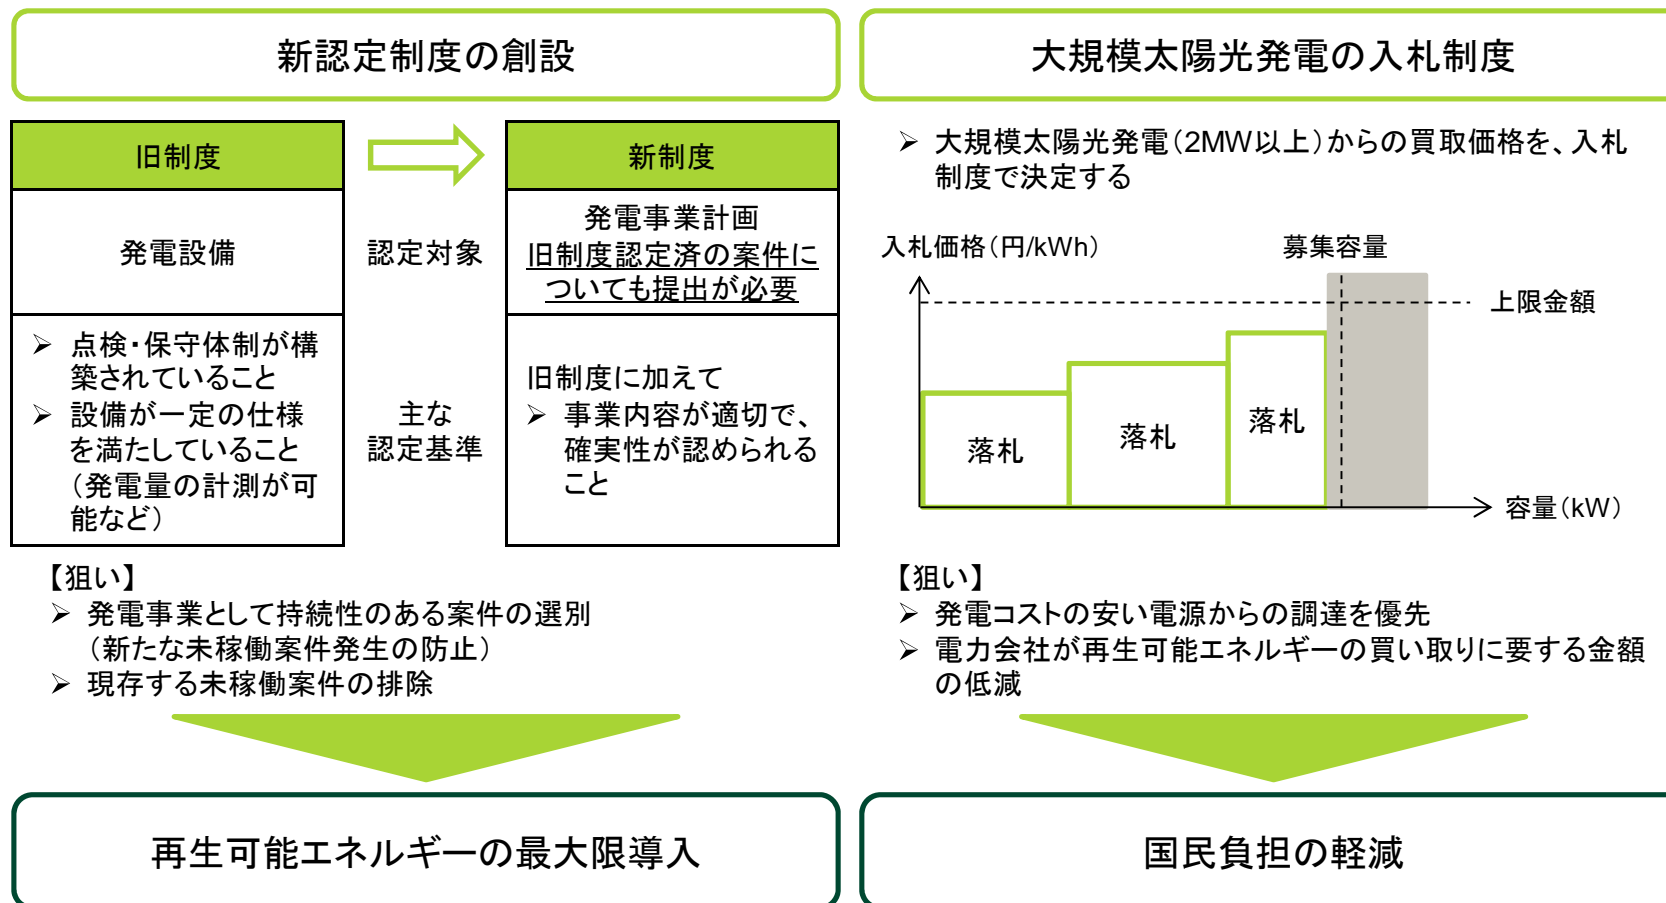 新認定制度の創設
旧制度
新制度
発電設備
認定対象
発電事業計画
旧制度認定済の案件に
ついても提出が必要
➢ 点検・保守体制が構
築されていること
➢ 設備が一定の仕様
を満たしていること
（発電量の計測が可
能など）
主な
認定基準
旧制度に加えて
➢ 事業内容が適切で、
確実性が認められる
こと
【狙い】
➢ 発電事業として持続性のある案件の選別
（新たな未稼働案件発生の防止）
➢ 現存する未稼働案件の排除
再生可能エネルギーの最大限導入
大規模太陽光発電の入札制度
➢ 大規模太陽光発電（2MW以上）からの買取価格を、入札
制度で決定する
入札価格（円/kWh）
募集容量
上限金額
落札
落札
落札
容量（kW）
【狙い】
➢ 発電コストの安い電源からの調達を優先
➢ 電力会社が再生可能エネルギーの買い取りに要する金額
の低減
国民負担の軽減